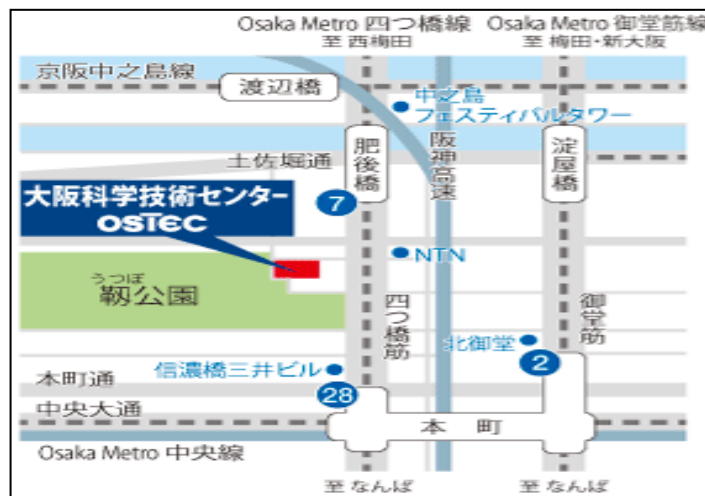 Osaka Metro 四つ橋線
至 西梅田
Osaka Metro 御堂筋線
至 梅田・新大阪
京阪中之島線
渡辺橋
中之島
フェスティバルタワー
肥後橋
阪神高速
淀屋橋
土佐堀通
大阪科学技術センター
OSTEC
7
NTN
うつぼ
靱公園
四つ橋筋
御堂筋
北御堂
2
信濃橋三井ビル
本町通
28
中央大通
本町
Osaka Metro 中央線
至 なんば
至 なんば